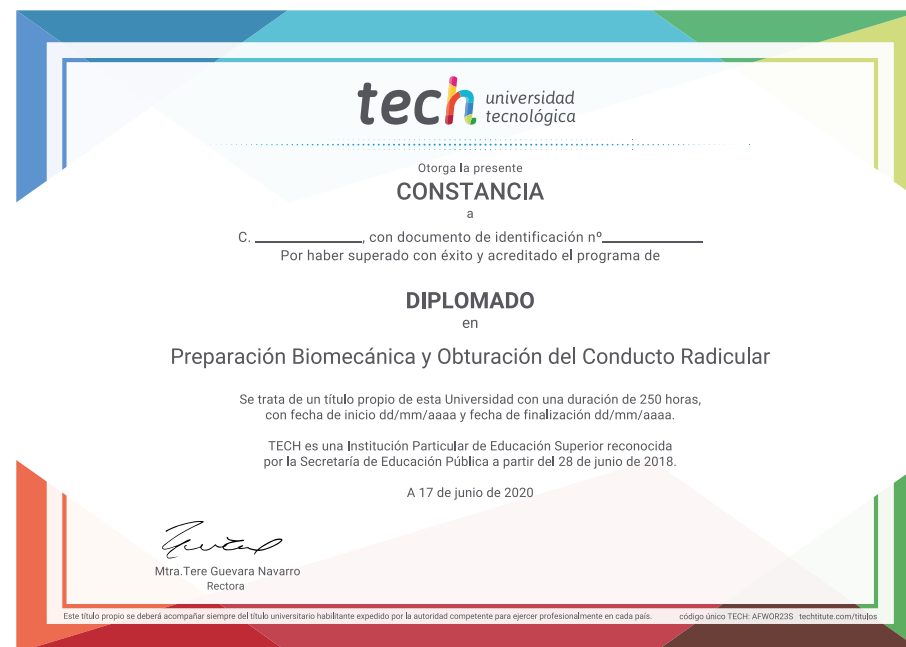 tech universidad
tecnológica
Otorga la presente
CONSTANCIA
a
C. ____________, con documento de identificación nº____________
Por haber superado con éxito y acreditado el programa de
DIPLOMADO
en
Preparación Biomecánica y Obturación del Conducto Radicular
Se trata de un título propio de esta Universidad con una duración de 250 horas,
con fecha de inicio dd/mm/aaaa y fecha de finalización dd/mm/aaaa.
TECH es una Institución Particular de Educación Superior reconocida
por la Secretaría de Educación Pública a partir del 28 de junio de 2018.
A 17 de junio de 2020
Mtra.Tere Guevara Navarro
Rectora
Este título propio se deberá acompañar siempre del título universitario habilitante expedido por la autoridad competente para ejercer profesionalmente en cada país. código único TECH: AFWOR23S techtitute.com/titulos